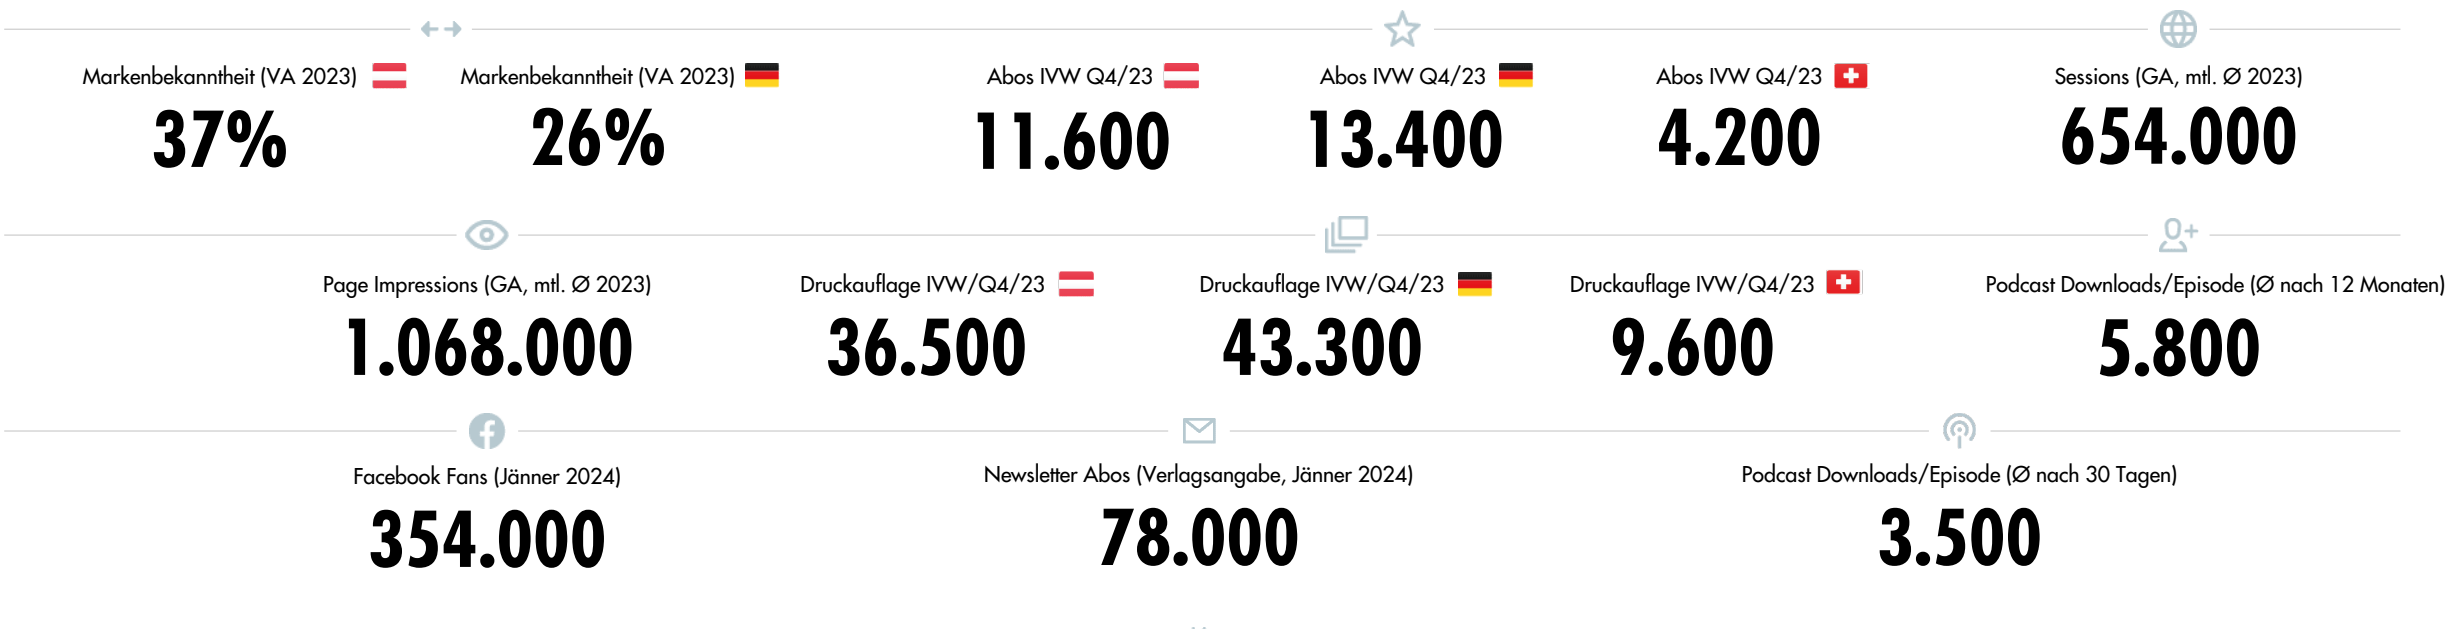 Markenbekanntheit (VA 2023) Markenbekanntheit (VA 2023) Abos IVW Q4/23 Abos IVW Q4/23 Abos IVW Q4/23 Sessions (GA, mtl. Ø 2023)
37% 26% 11.600 13.400 4.200 654.000
Page Impressions (GA, mtl. Ø 2023) Druckauflage IVW/Q4/23 Druckauflage IVW/Q4/23 Druckauflage IVW/Q4/23 Podcast Downloads/Episode (Ø nach 12 Monaten)
1.068.000 36.500 43.300 9.600 5.800
Facebook Fans (Jänner 2024) Newsletter Abos (Verlagsangabe, Jänner 2024) Podcast Downloads/Episode (Ø nach 30 Tagen)
354.000 78.000 3.500